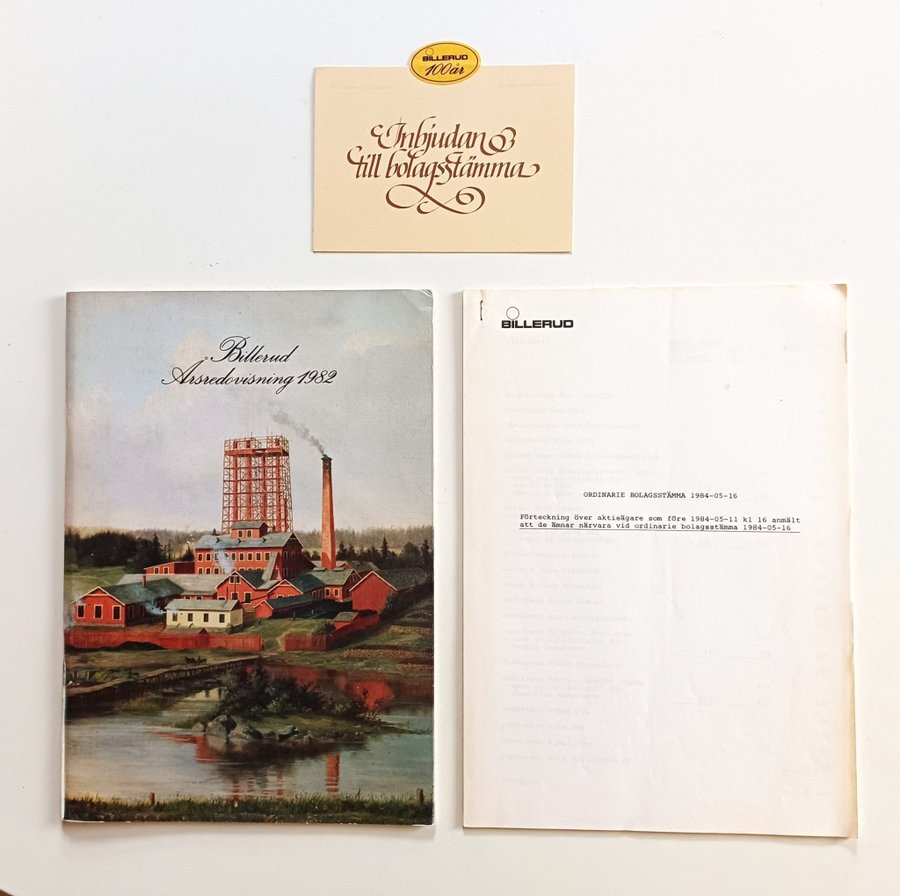 BILLERUD
100 år
Inbjudan
till bolagsstämma
Billerud
Årsredovisning 1982
BILLERUD
ORDINARIE BOLAGSSTÄMMA 1984-05-16
Förteckning över aktieägare som före 1984-05-11 kl 16 anmält
att de ämnar närvara vid ordinarie bolagsstämma 1984-05-16